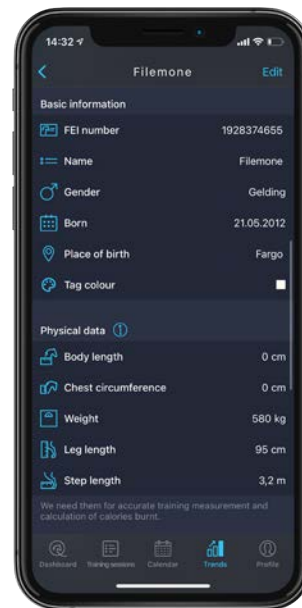 14:32
Filemone Edit
Basic information
FEI number 1928374655
Name Filemone
Gender Gelding
Born 21.05.2012
Place of birth Fargo
Tag colour
Physical data 1
Body length 0 cm
Chest circumference 0 cm
Weight 580 kg
Leg length 95 cm
Step length 3,2 m
We need them for accurate training measurement and
calculation of calories burnt.
Dashboard Training sessions Calendar Trends Profile